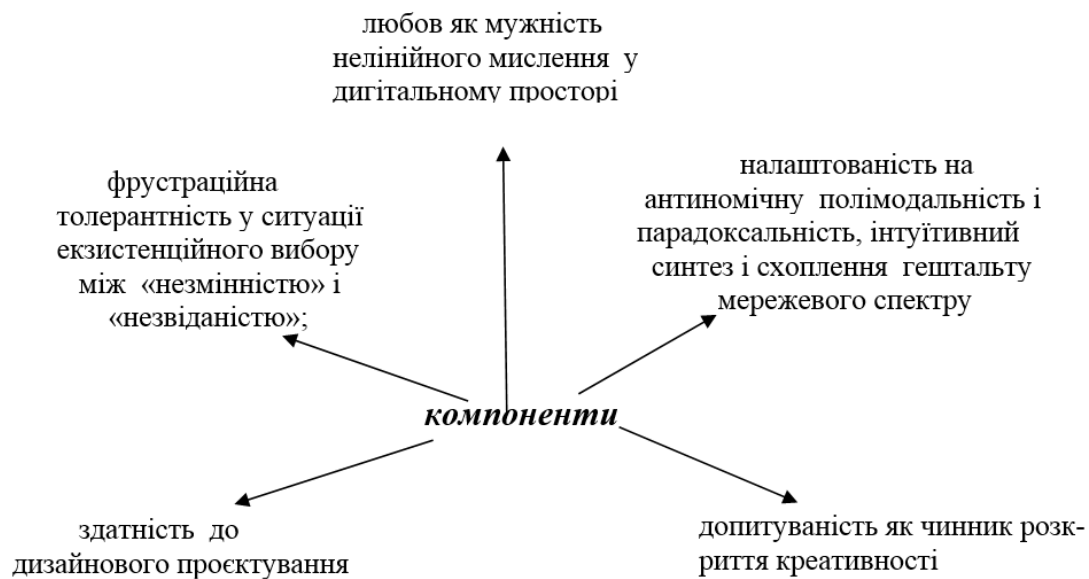 любов як мужність
нелінійного мислення у
дигітальному просторі
фрустраційна
толерантність у ситуації
екзистенційного вибору
між «незмінністю» і
«незвіданістю»;
налаштованість на
антиномічну полімодальність і
парадоксальність, інтуїтивний
синтез і схоплення гештальту
мережевого спектру
компоненти
здатність до
дизайнового проєктування
допитуваність як чинник розк-
риття креативності